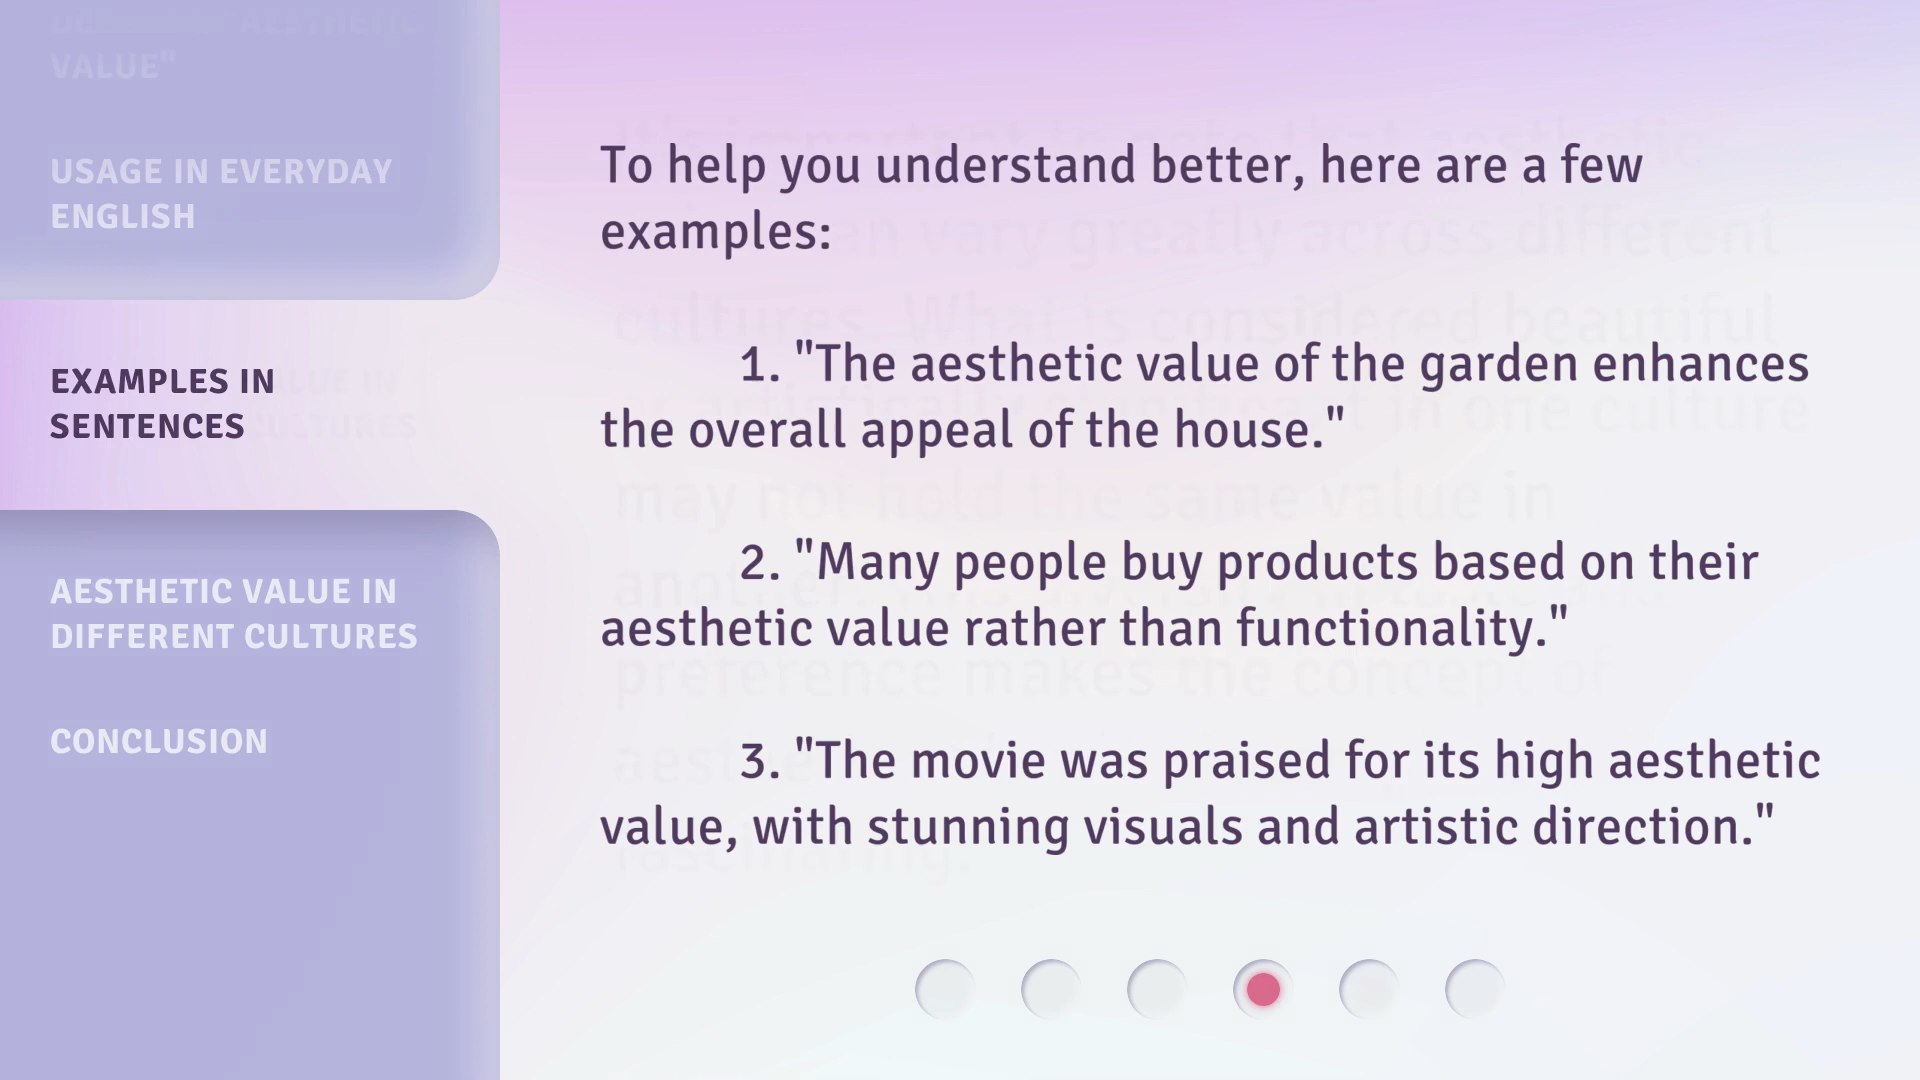 VALUE"
USAGE IN EVERYDAY
ENGLISH
EXAMPLES IN
SENTENCES
AESTHETIC VALUE IN
DIFFERENT CULTURES
CONCLUSION
To help you understand better, here are a few
examples:
1. "The aesthetic value of the garden enhances
the overall appeal of the house."
2. "Many people buy products based on their
aesthetic value rather than functionality."
3. "The movie was praised for its high aesthetic
value, with stunning visuals and artistic direction."